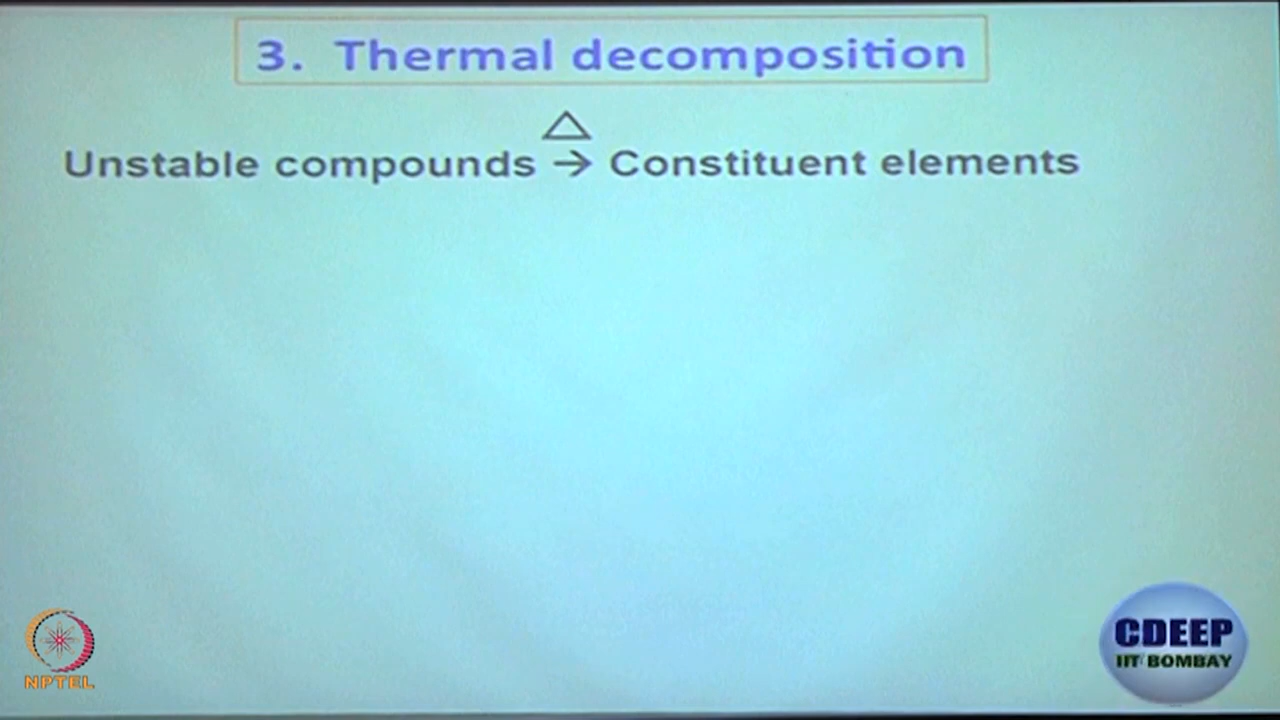 3. Thermal decomposition
△
Unstable compounds → Constituent elements
NPTEL
CDEEP
IIT BOMBAY